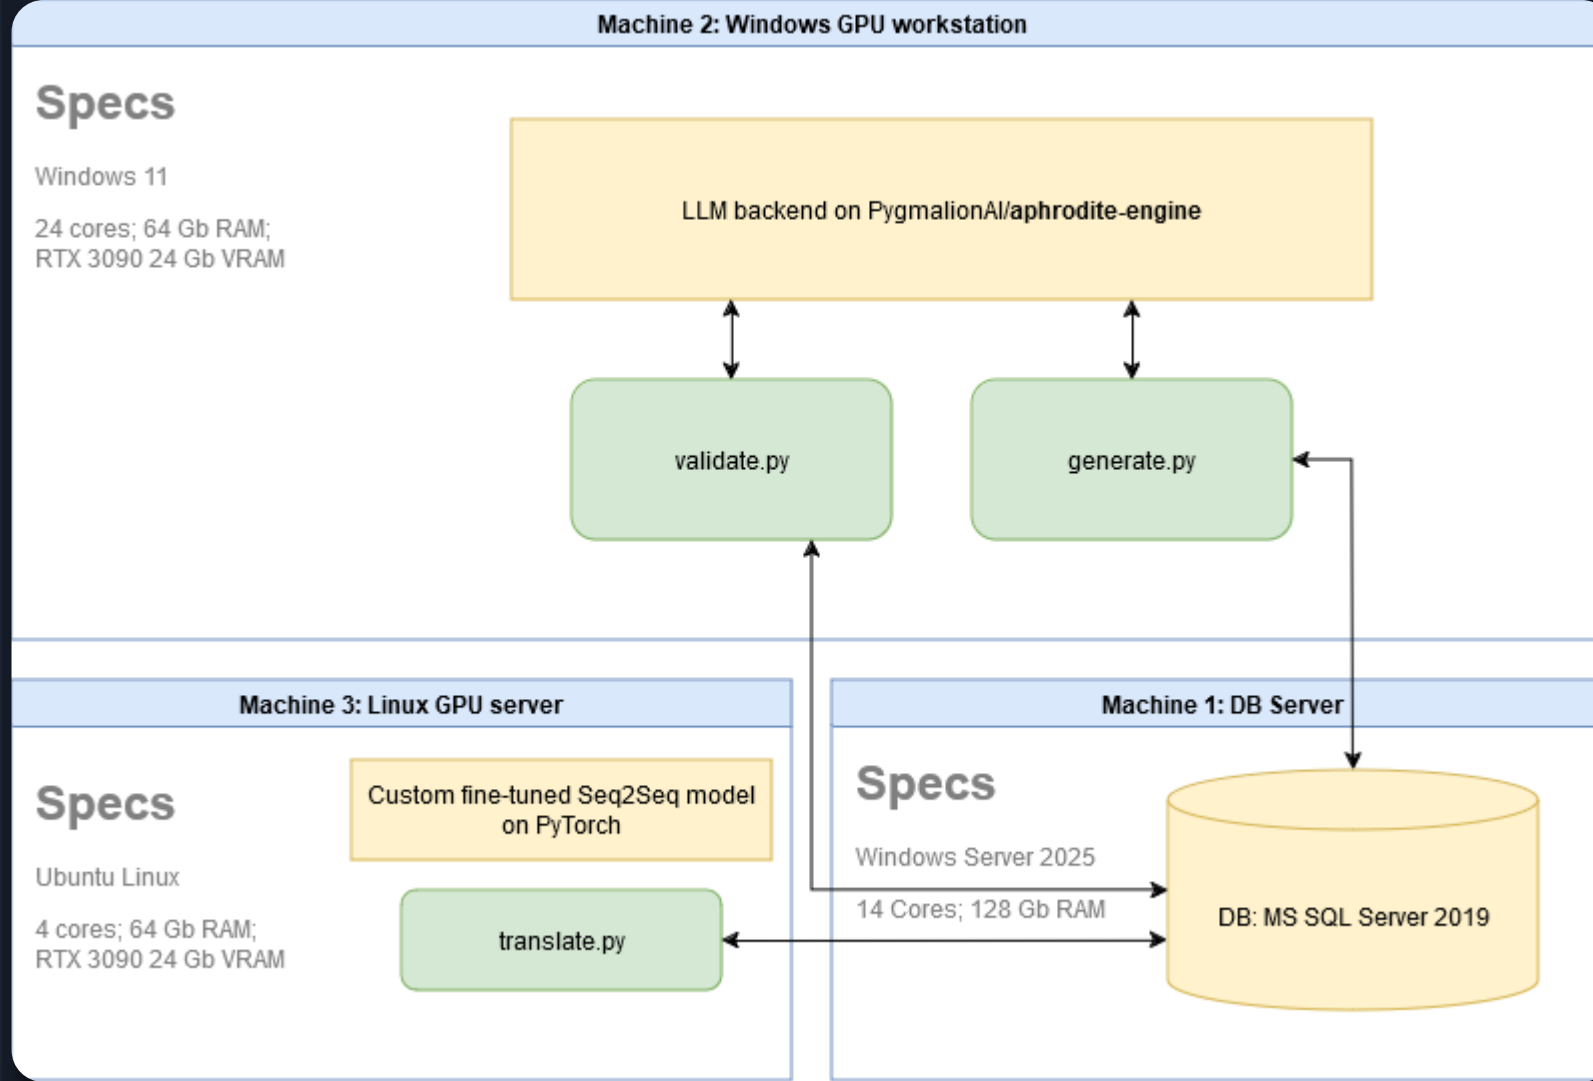 Machine 2: Windows GPU workstation
Specs
Windows 11
24 cores; 64 Gb RAM;
RTX 3090 24 Gb VRAM
LLM backend on PygmalionAI/aphrodite-engine
validate.py
generate.py
Machine 3: Linux GPU server
Specs
Ubuntu Linux
4 cores; 64 Gb RAM;
RTX 3090 24 Gb VRAM
Custom fine-tuned Seq2Seq model
on PyTorch
translate.py
Machine 1: DB Server
Specs
Windows Server 2025
14 Cores; 128 Gb RAM
DB: MS SQL Server 2019